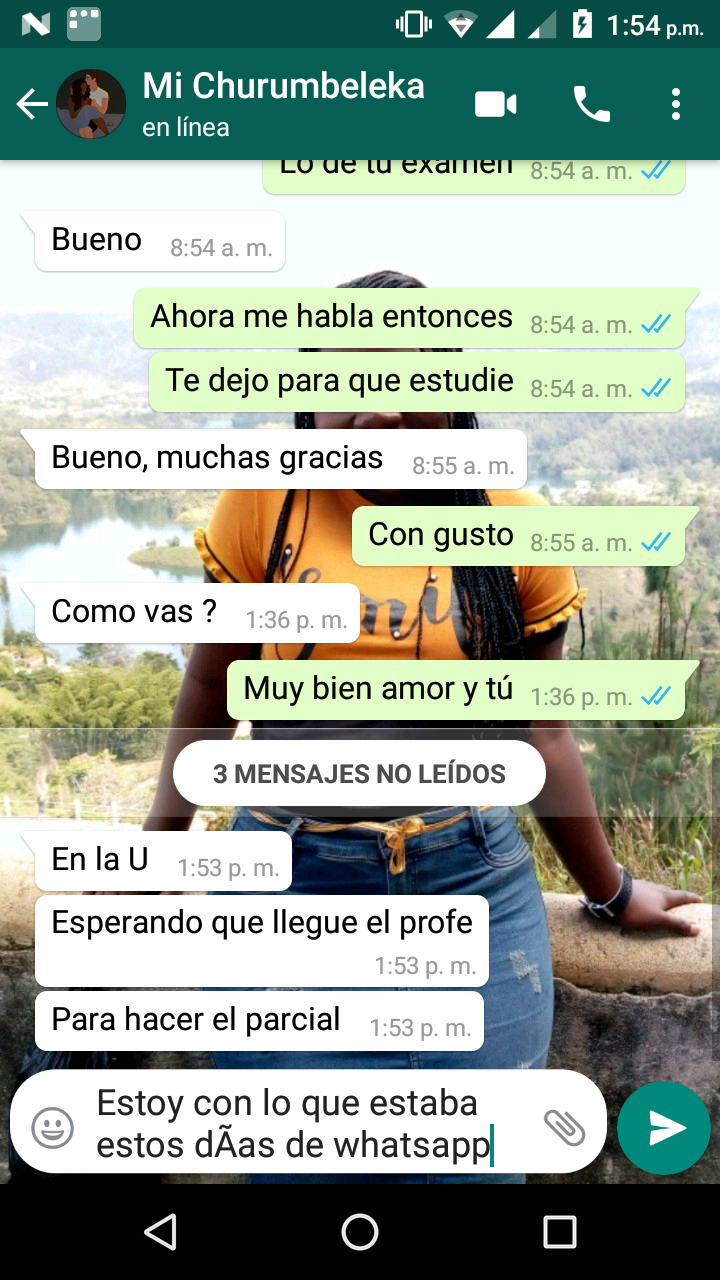 1:54 p.m.
Mi Churumbeleka
en línea
Lo de tu examen 8:54 a. m.
Bueno 8:54 a. m.
Ahora me habla entonces 8:54 a. m.
Te dejo para que estudie 8:54 a. m.
Bueno, muchas gracias 8:55 a. m.
Con gusto 8:55 a. m.
Como vas ? 1:36 p. m.
Muy bien amor y tú 1:36 p. m.
3 MENSAJES NO LEÍDOS
En la U 1:53 p. m.
Esperando que llegue el profe
1:53 p. m.
Para hacer el parcial 1:53 p. m.
Estoy con lo que estaba
estos dÃas de whatsapp